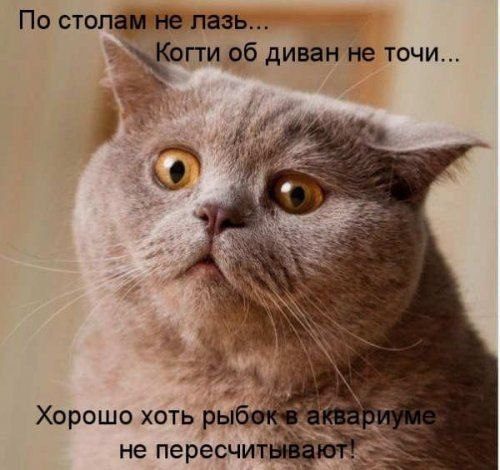 По столам не лазь...
Когти об диван не точи...
Хорошо хоть рыбок в аквариуме
не пересчитывают!